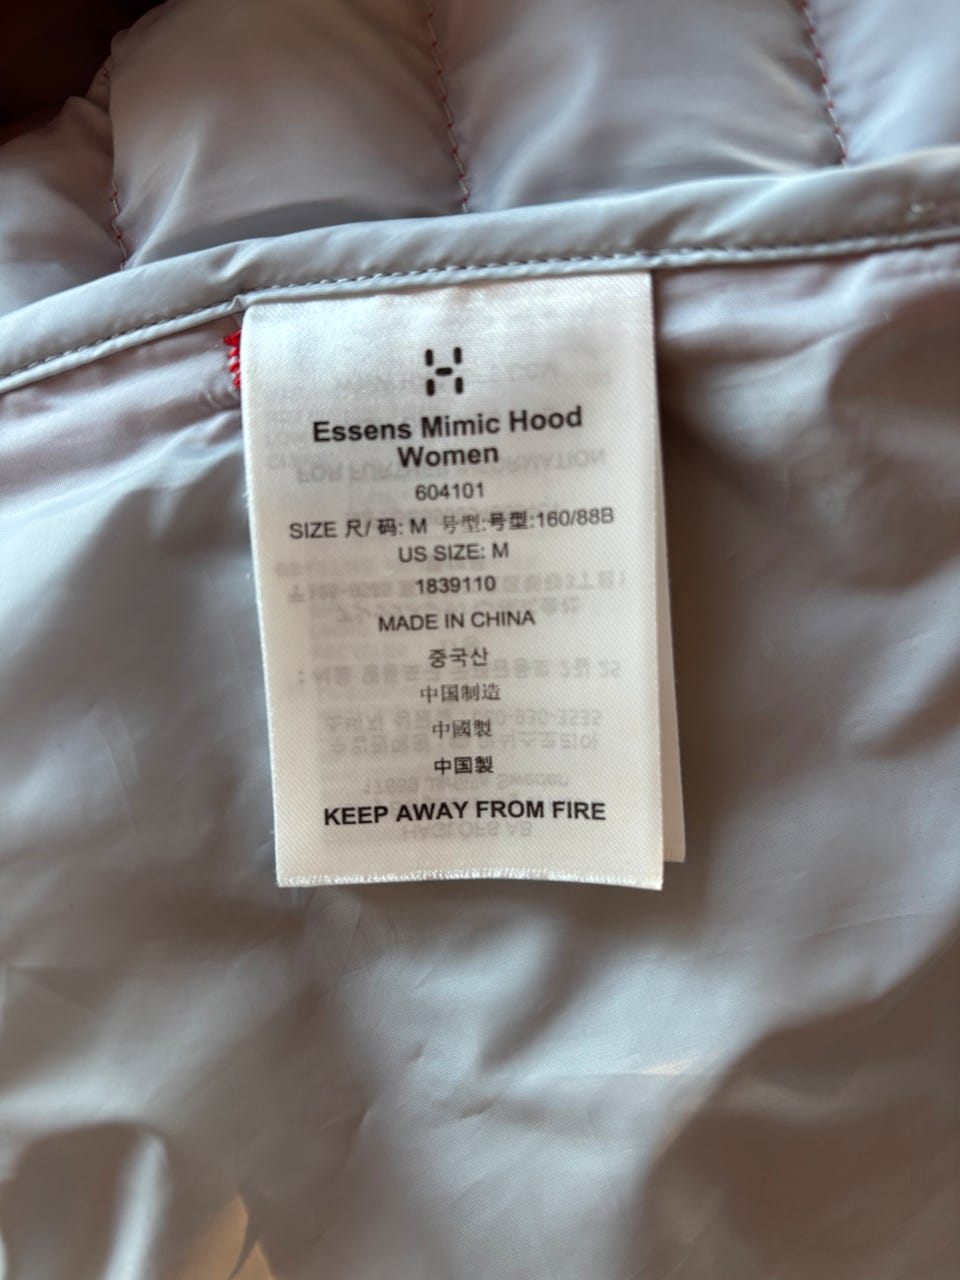 Essens Mimic Hood
Women
604101
SIZE 尺/ 码: M 号型:号型:160/88B
US SIZE: M
1839110
MADE IN CHINA
중국산
中国制造
中國製
中国製
KEEP AWAY FROM FIRE